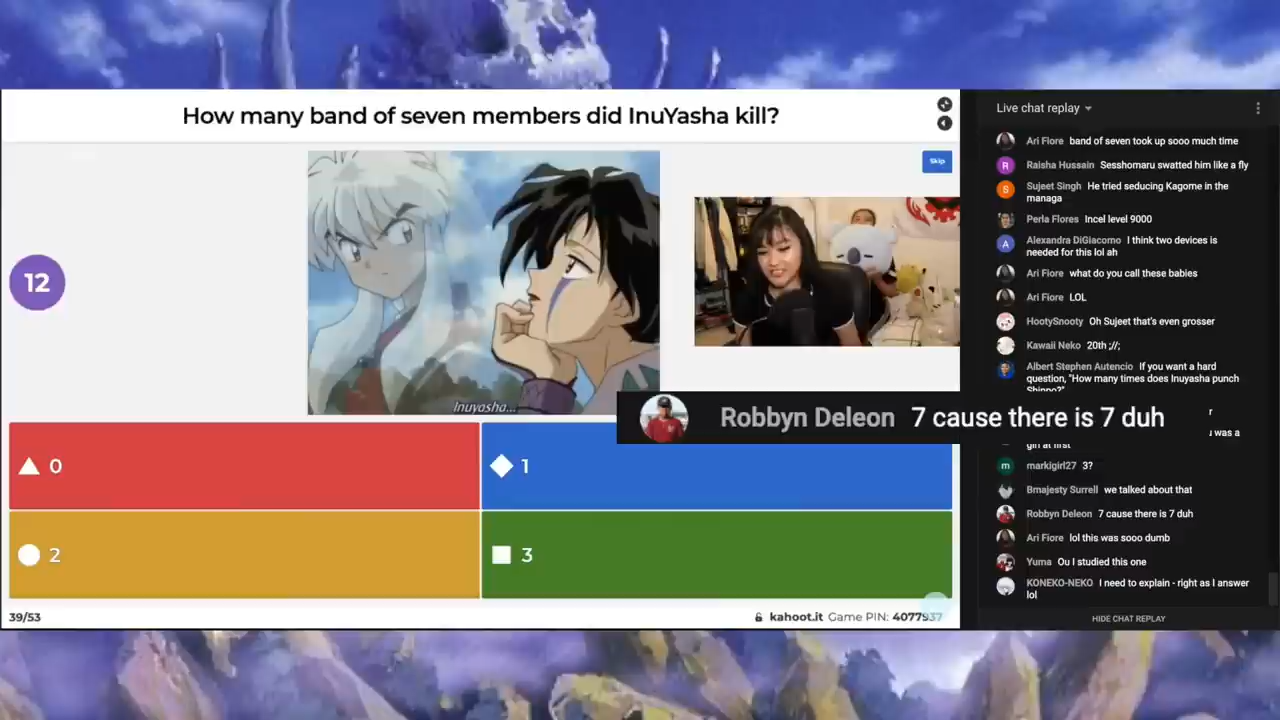 How many band of seven members did InuYasha kill?
Skip
12
Inuyasha...
0
1
2
3
39/53
kahoot.it Game PIN: 4077937
Robbyn Deleon 7 cause there is 7 duh
Live chat replay
Ari Fiore band of seven took up sooo much time
Raisha Hussain Sesshomaru swatted him like a fly
Sujeet Singh He tried seducing Kagome in the
managa
Perla Flores Incel level 9000
Alexandra DiGiacomo I think two devices is
needed for this lol ah
Ari Fiore what do you call these babies
Ari Fiore LOL
HootySnooty Oh Sujeet that's even grosser
Kawaii Neko 20th ;//;
Albert Stephen Autencio If you want a hard
question, "How many times does Inuyasha punch
Shippo?"
was a
girl at first
markigirl27 3?
Bmajesty Surrell we talked about that
Robbyn Deleon 7 cause there is 7 duh
Ari Fiore lol this was sooo dumb
Yuma Ou I studied this one
KONEKO-NEKO I need to explain - right as I answer
lol
HIDE CHAT REPLAY